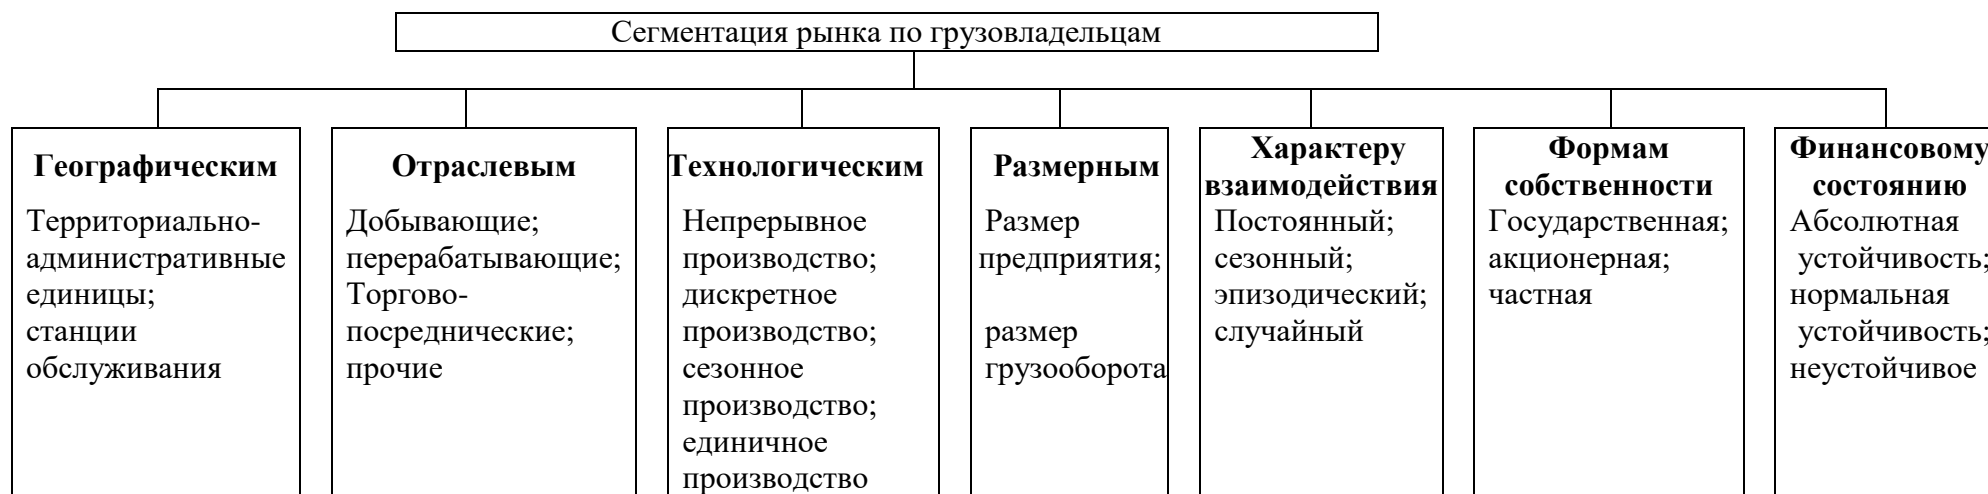 Сегментация рынка по грузовладельцам
Географическим
Территориально-
административные
единицы;
станции
обслуживания
Отраслевым
Добывающие;
перерабатывающие;
Торгово-
посреднические;
прочие
Технологическим
Непрерывное
производство;
дискретное
производство;
сезонное
производство;
единичное
производство
Размерным
Размер
предприятия;
размер
грузооборота
Характеру
взаимодействия
Постоянный;
сезонный;
эпизодический;
случайный
Формам
собственности
Государственная;
акционерная;
частная
Финансовому
состоянию
Абсолютная
устойчивость;
нормальная
устойчивость;
неустойчивое